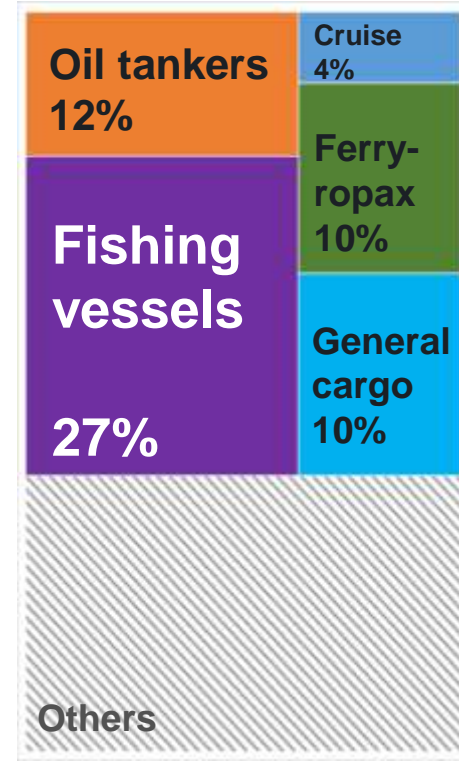 Oil tankers
12%
Cruise
4%
Ferry-
ropax
10%
Fishing
vessels
27%
General
cargo
10%
Others